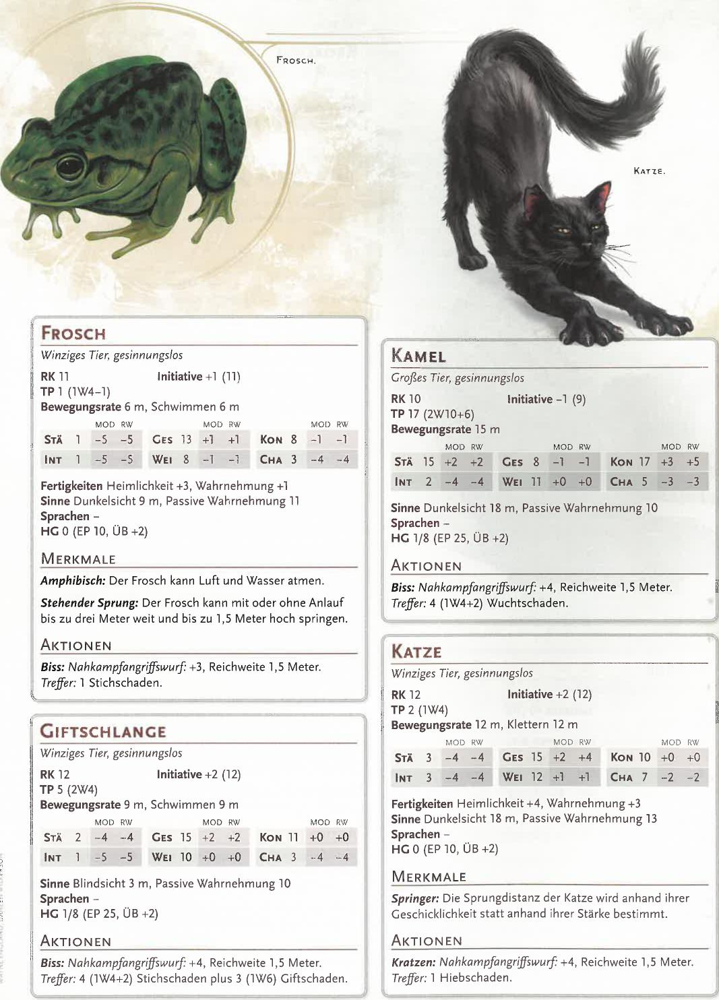 FROSCH.
KATZE.
FROSCH
Winziges Tier, gesinnungslos
RK 11 Initiative +1 (11)
TP 1 (1W4–1)
Bewegungsrate 6 m, Schwimmen 6 m
MOD RW MOD RW MOD RW
STÄ 1 –5 –5 GES 13 +1 +1 KON 8 –1 –1
INT 1 –5 –5 WEI 8 –1 –1 CHA 3 –4 –4
Fertigkeiten Heimlichkeit +3, Wahrnehmung +1
Sinne Dunkelsicht 9 m, Passive Wahrnehmung 11
Sprachen –
HG 0 (EP 10, ÜB +2)
MERKMALE
Amphibisch: Der Frosch kann Luft und Wasser atmen.
Stehender Sprung: Der Frosch kann mit oder ohne Anlauf
bis zu drei Meter weit und bis zu 1,5 Meter hoch springen.
AKTIONEN
Biss: Nahkampfangriffswurf: +3, Reichweite 1,5 Meter.
Treffer: 1 Stichschaden.
GIFTSCHLANGE
Winziges Tier, gesinnungslos
RK 12 Initiative +2 (12)
TP 5 (2W4)
Bewegungsrate 9 m, Schwimmen 9 m
MOD RW MOD RW MOD RW
STÄ 2 –4 –4 GES 15 +2 +2 KON 11 +0 +0
INT 1 –5 –5 WEI 10 +0 +0 CHA 3 –4 –4
Sinne Blindsicht 3 m, Passive Wahrnehmung 10
Sprachen –
HG 1/8 (EP 25, ÜB +2)
AKTIONEN
Biss: Nahkampfangriffswurf: +4, Reichweite 1,5 Meter.
Treffer: 4 (1W4+2) Stichschaden plus 3 (1W6) Giftschaden.
KAMEL
Großes Tier, gesinnungslos
RK 10 Initiative –1 (9)
TP 17 (2W10+6)
Bewegungsrate 15 m
MOD RW MOD RW MOD RW
STÄ 15 +2 +2 GES 8 –1 –1 KON 17 +3 +5
INT 2 –4 –4 WEI 11 +0 +0 CHA 5 –3 –3
Sinne Dunkelsicht 18 m, Passive Wahrnehmung 10
Sprachen –
HG 1/8 (EP 25, ÜB +2)
AKTIONEN
Biss: Nahkampfangriffswurf: +4, Reichweite 1,5 Meter.
Treffer: 4 (1W4+2) Wuchtschaden.
KATZE
Winziges Tier, gesinnungslos
RK 12 Initiative +2 (12)
TP 2 (1W4)
Bewegungsrate 12 m, Klettern 12 m
MOD RW MOD RW MOD RW
STÄ 3 –4 –4 GES 15 +2 +4 KON 10 +0 +0
INT 3 –4 –4 WEI 12 +1 +1 CHA 7 –2 –2
Fertigkeiten Heimlichkeit +4, Wahrnehmung +3
Sinne Dunkelsicht 18 m, Passive Wahrnehmung 13
Sprachen –
HG 0 (EP 10, ÜB +2)
MERKMALE
Springer: Die Sprungdistanz der Katze wird anhand ihrer
Geschicklichkeit statt anhand ihrer Stärke bestimmt.
AKTIONEN
Kratzen: Nahkampfangriffswurf: +4, Reichweite 1,5 Meter.
Treffer: 1 Hiebschaden.